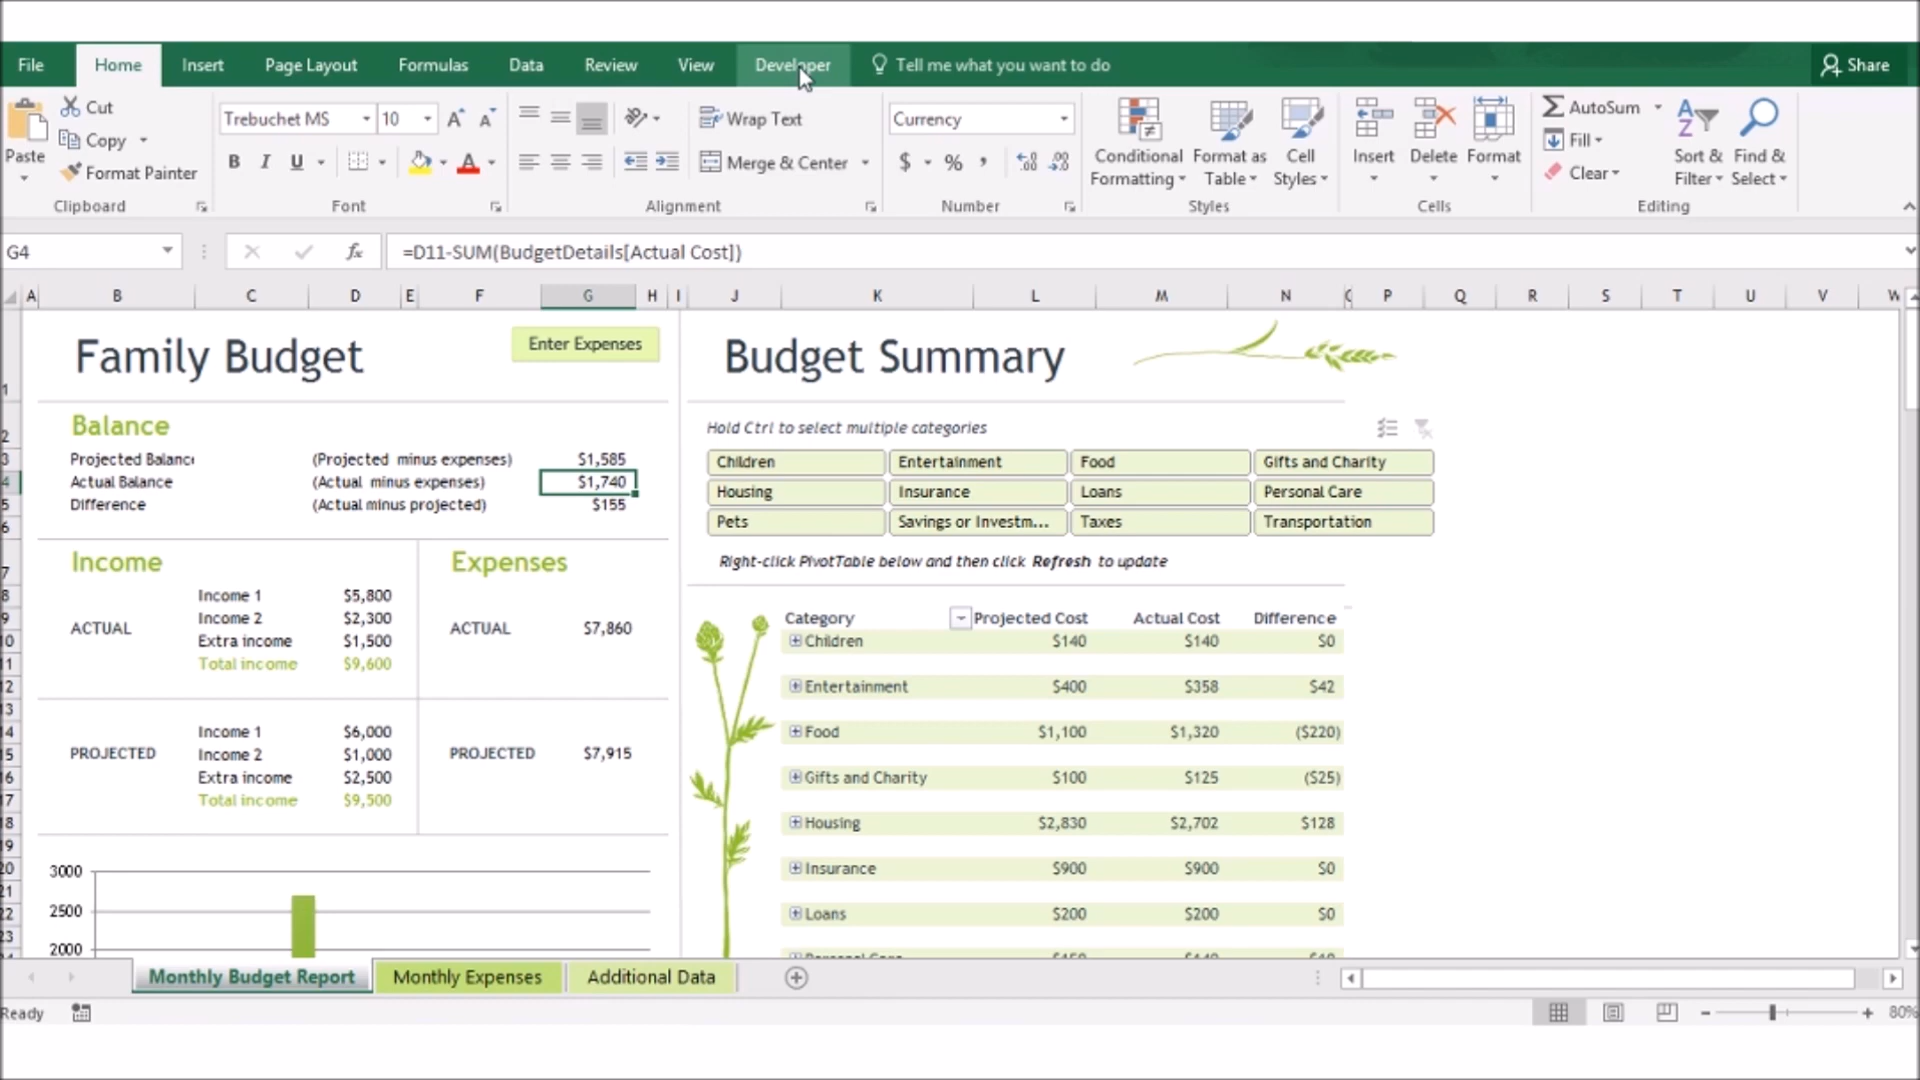 File Home Insert Page Layout Formulas Data Review View Developer Tell me what you want to do Share
Cut
Copy
Format Painter
Paste
Clipboard
Trebuchet MS 10
B I U
Font
Wrap Text
Merge & Center
Alignment
Currency
$ % ,
Number
Conditional Formatting
Format as Table
Cell Styles
Styles
Insert Delete Format
Cells
AutoSum
Fill
Clear
Sort & Filter
Find & Select
Editing
G4 fx =D11-SUM(BudgetDetails[Actual Cost])
A B C D E F G H I J K L M N P Q R S T U V W
Family Budget
Enter Expenses
Balance
Projected Balanc (Projected minus expenses) $1,585
Actual Balance (Actual minus expenses) $1,740
Difference (Actual minus projected) $155
Income
ACTUAL
Income 1 $5,800
Income 2 $2,300
Extra income $1,500
Total income $9,600
Expenses
ACTUAL $7,860
PROJECTED
Income 1 $6,000
Income 2 $1,000
Extra income $2,500
Total income $9,500
PROJECTED $7,915
3000
2500
2000
Budget Summary
Hold Ctrl to select multiple categories
Children Entertainment Food Gifts and Charity
Housing Insurance Loans Personal Care
Pets Savings or Investm... Taxes Transportation
Right-click PivotTable below and then click Refresh to update
Category Projected Cost Actual Cost Difference
Children $140 $140 $0
Entertainment $400 $358 $42
Food $1,100 $1,320 ($220)
Gifts and Charity $100 $125 ($25)
Housing $2,830 $2,702 $128
Insurance $900 $900 $0
Loans $200 $200 $0
Monthly Budget Report Monthly Expenses Additional Data
Ready 80%